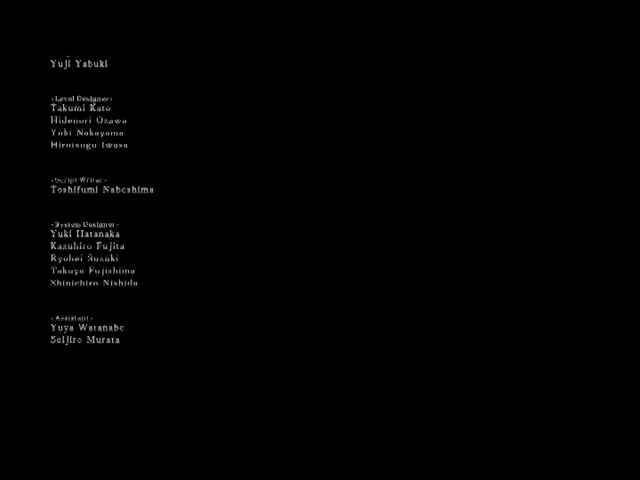 Yuji Yabuki
<Level Designer>
Takumi Kato
Hidenori Ozawa
Yuki Nakayama
Hirotsugu Iwasa
<Script Writer>
Toshifumi Nabeshima
<System Designer>
Yuki Hatanaka
Kazuhiro Fujita
Ryohei Suzuki
Takuya Fujishima
Shinichiro Nishida
<Assistant>
Yuya Watanabe
Seijiro Murata